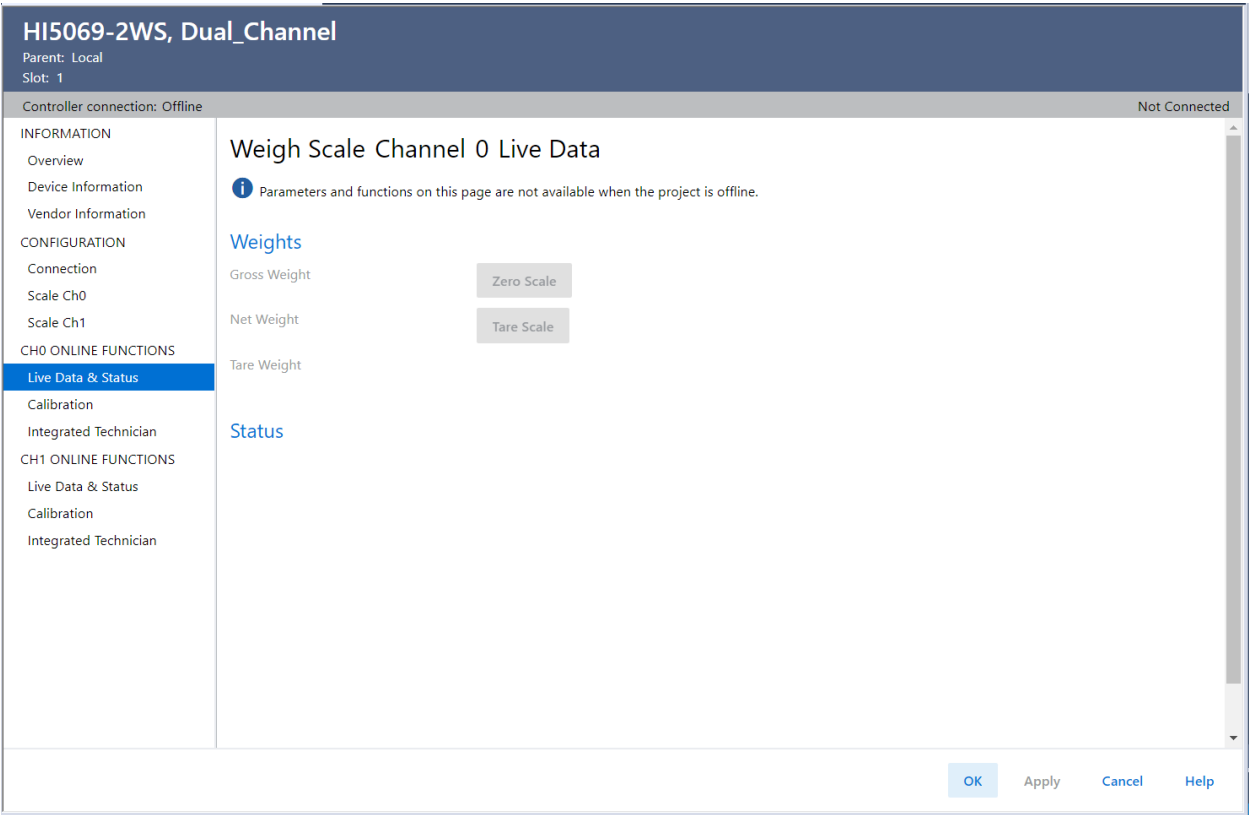 HI5069-2WS, Dual_Channel
Parent: Local
Slot: 1
Controller connection: Offline
Not Connected
INFORMATION
Overview
Device Information
Vendor Information
CONFIGURATION
Connection
Scale Ch0
Scale Ch1
CH0 ONLINE FUNCTIONS
Live Data & Status
Calibration
Integrated Technician
CH1 ONLINE FUNCTIONS
Live Data & Status
Calibration
Integrated Technician
Weigh Scale Channel 0 Live Data
i Parameters and functions on this page are not available when the project is offline.
Weights
Gross Weight
Zero Scale
Net Weight
Tare Scale
Tare Weight
Status
OK
Apply
Cancel
Help